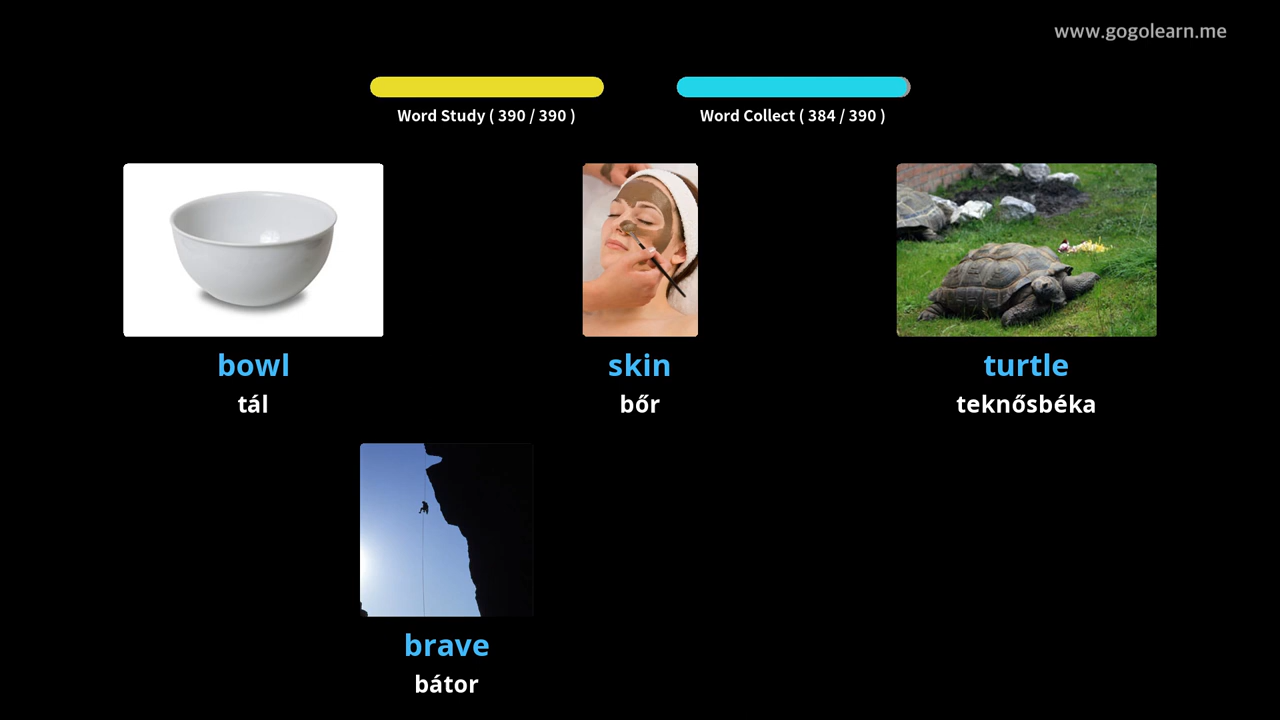 www.gogolearn.me
Word Study ( 390 / 390 )
Word Collect ( 384 / 390 )
bowl
tál
skin
bőr
turtle
teknősbéka
brave
bátor